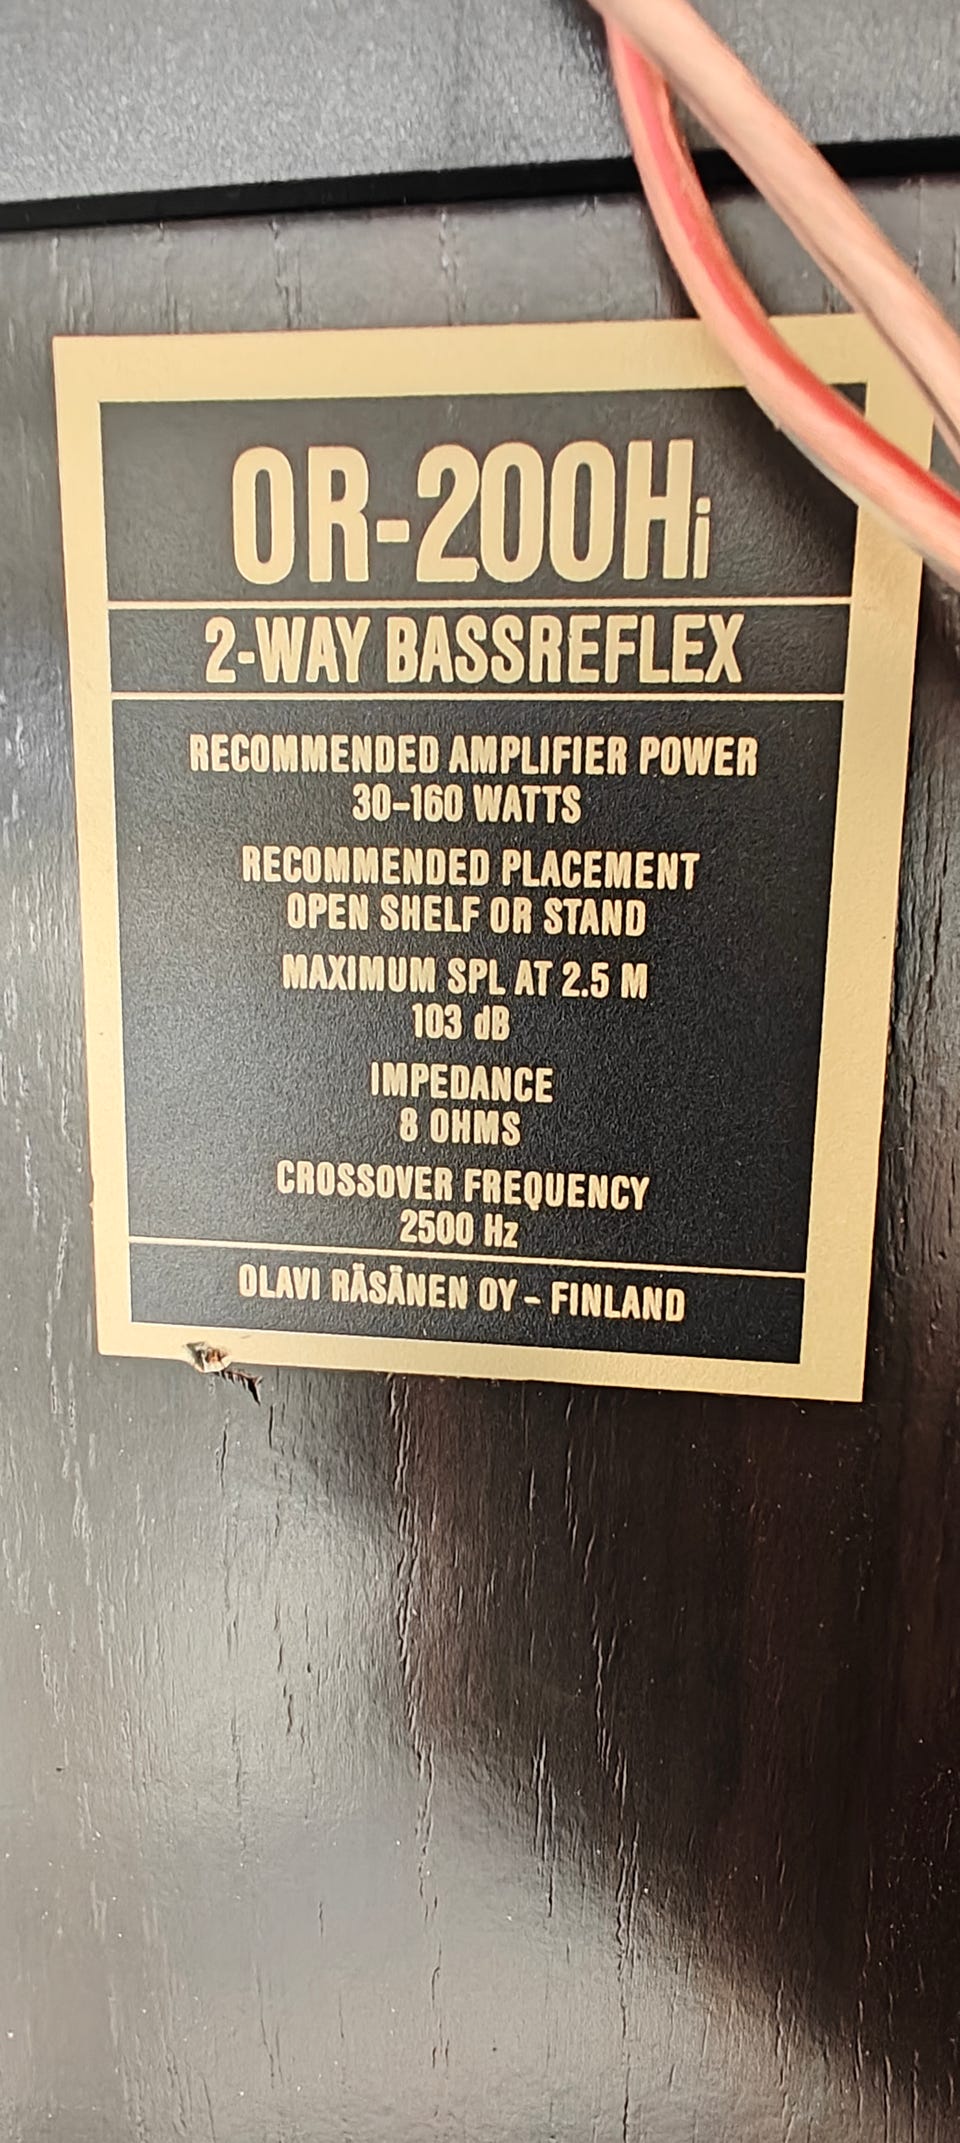 OR-200Hi
2-WAY BASSREFLEX
RECOMMENDED AMPLIFIER POWER
30-160 WATTS
RECOMMENDED PLACEMENT
OPEN SHELF OR STAND
MAXIMUM SPL AT 2.5 M
103 dB
IMPEDANCE
8 OHMS
CROSSOVER FREQUENCY
2500 Hz
OLAVI RÄSÄNEN OY - FINLAND